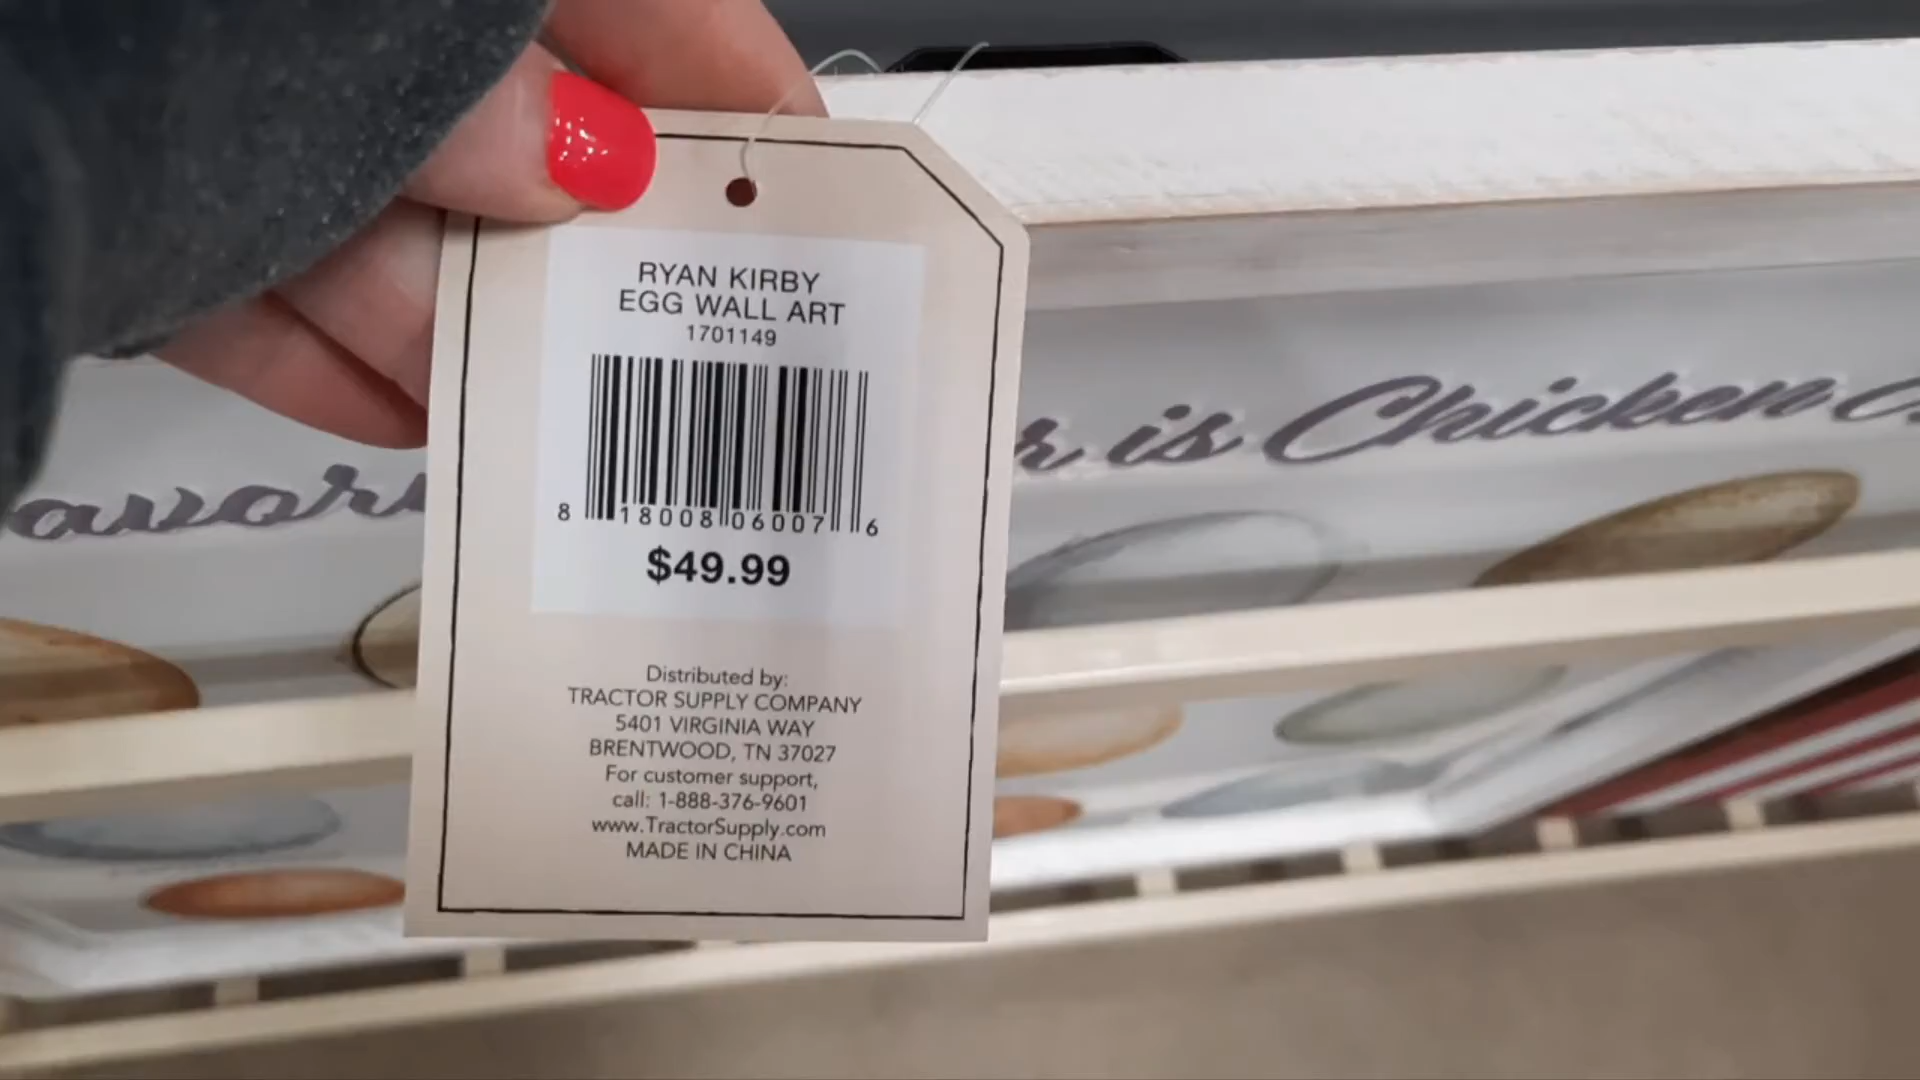 RYAN KIRBY
EGG WALL ART
1701149
8 18008 06007 6
$49.99
Distributed by:
TRACTOR SUPPLY COMPANY
5401 VIRGINIA WAY
BRENTWOOD, TN 37027
For customer support,
call: 1-888-376-9601
www.TractorSupply.com
MADE IN CHINA
is Chicken